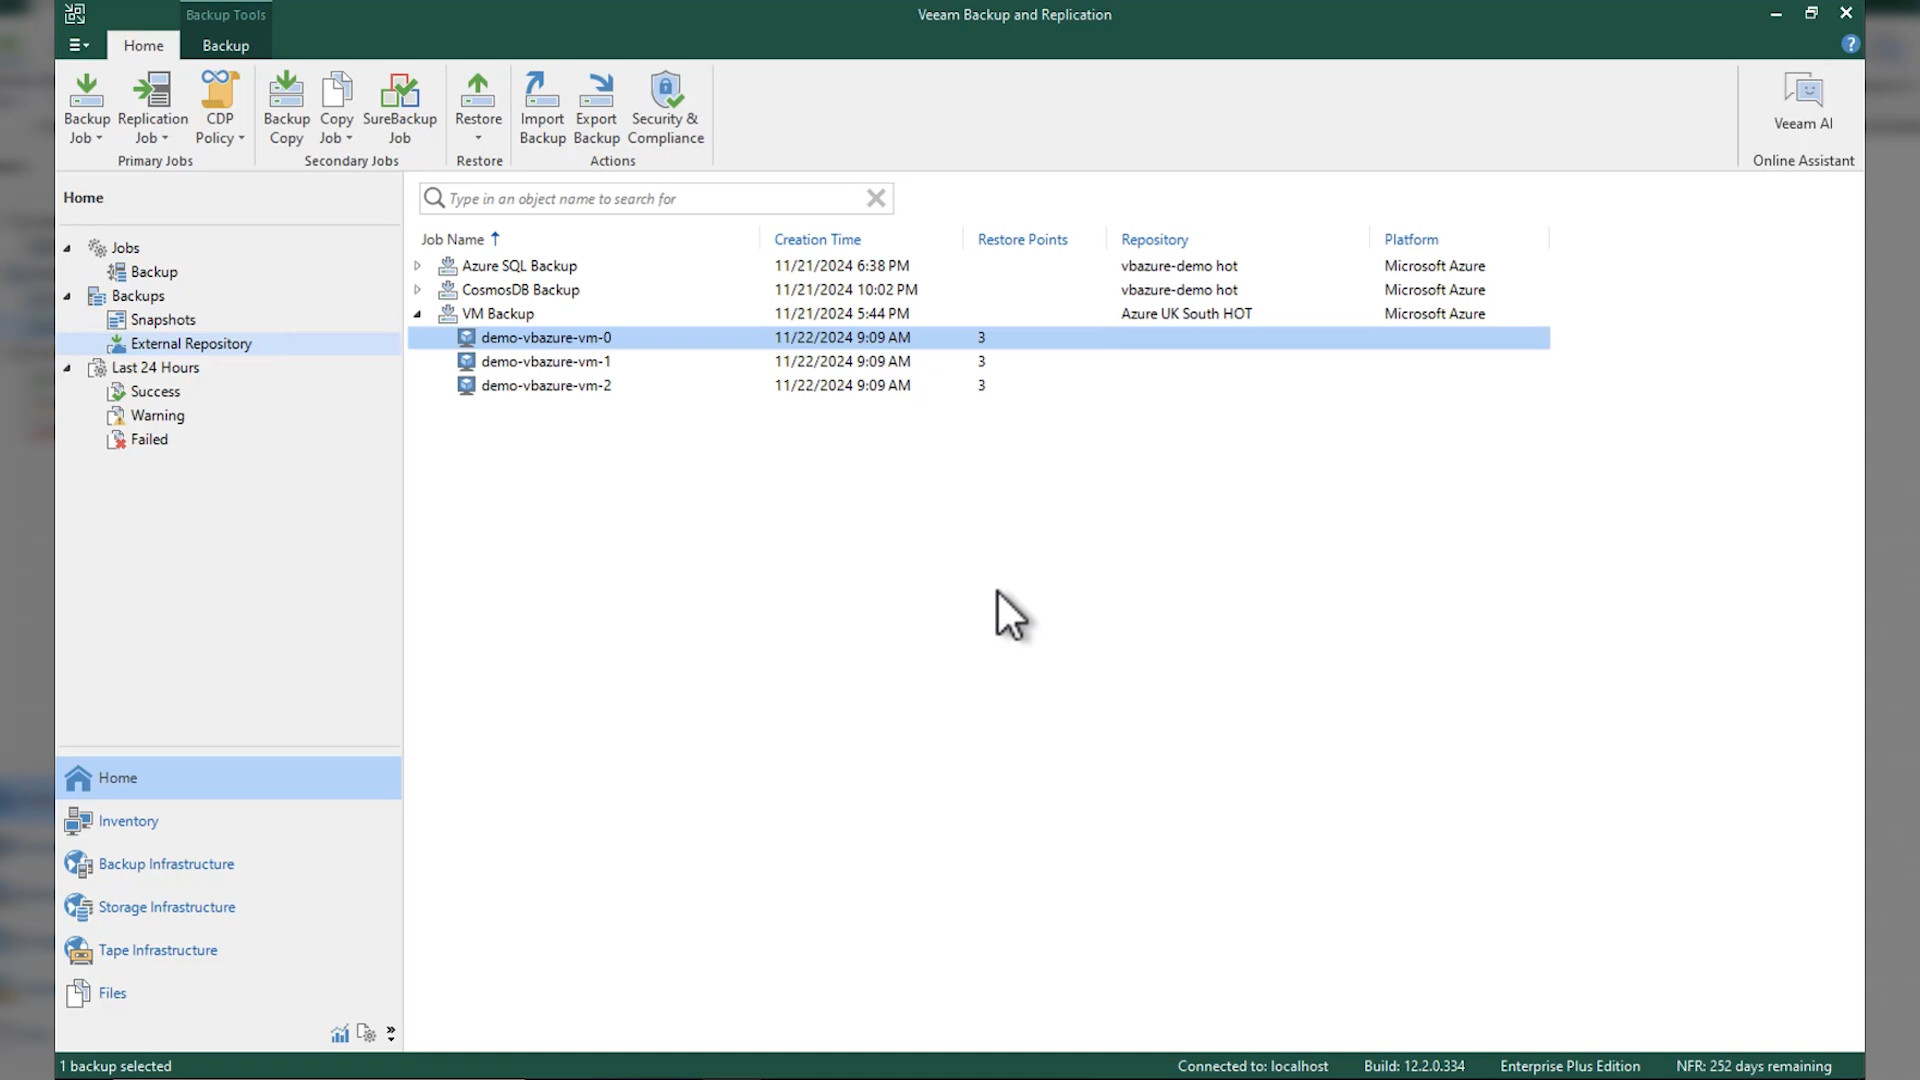 Backup Tools
Veeam Backup and Replication
Home
Backup
Backup Job
Replication Job
CDP Policy
Primary Jobs
Backup Copy
Copy Job
SureBackup Job
Secondary Jobs
Restore
Restore
Import Backup
Export Backup
Security & Compliance
Actions
Veeam AI
Online Assistant
Home
Type in an object name to search for
Jobs
Backup
Backups
Snapshots
External Repository
Last 24 Hours
Success
Warning
Failed
Job Name Creation Time Restore Points Repository Platform
Azure SQL Backup 11/21/2024 6:38 PM vbazure-demo hot Microsoft Azure
CosmosDB Backup 11/21/2024 10:02 PM vbazure-demo hot Microsoft Azure
VM Backup 11/21/2024 5:44 PM Azure UK South HOT Microsoft Azure
demo-vbazure-vm-0 11/22/2024 9:09 AM 3
demo-vbazure-vm-1 11/22/2024 9:09 AM 3
demo-vbazure-vm-2 11/22/2024 9:09 AM 3
Home
Inventory
Backup Infrastructure
Storage Infrastructure
Tape Infrastructure
Files
1 backup selected
Connected to: localhost
Build: 12.2.0.334
Enterprise Plus Edition
NFR: 252 days remaining